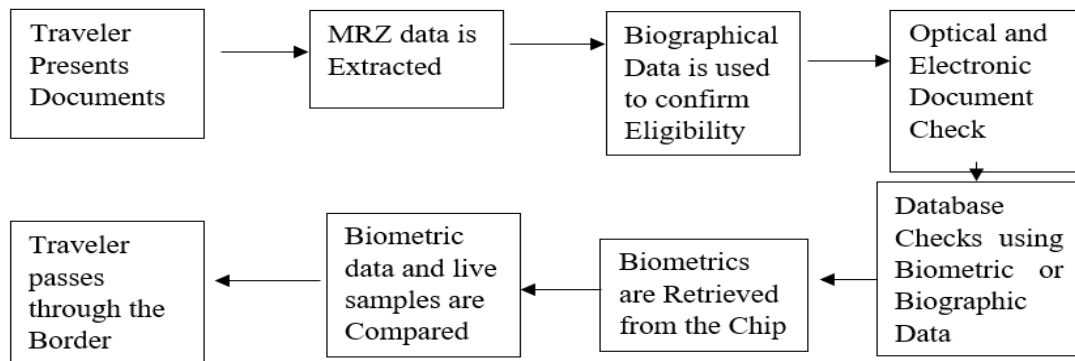 Traveler
Presents
Documents
MRZ data is
Extracted
Biographical
Data is used
to confirm
Eligibility
Optical and
Electronic
Document
Check
Database
Checks using
Biometric or
Biographic
Data
Biometrics
are Retrieved
from the Chip
Biometric
data and live
samples are
Compared
Traveler
passes
through the
Border